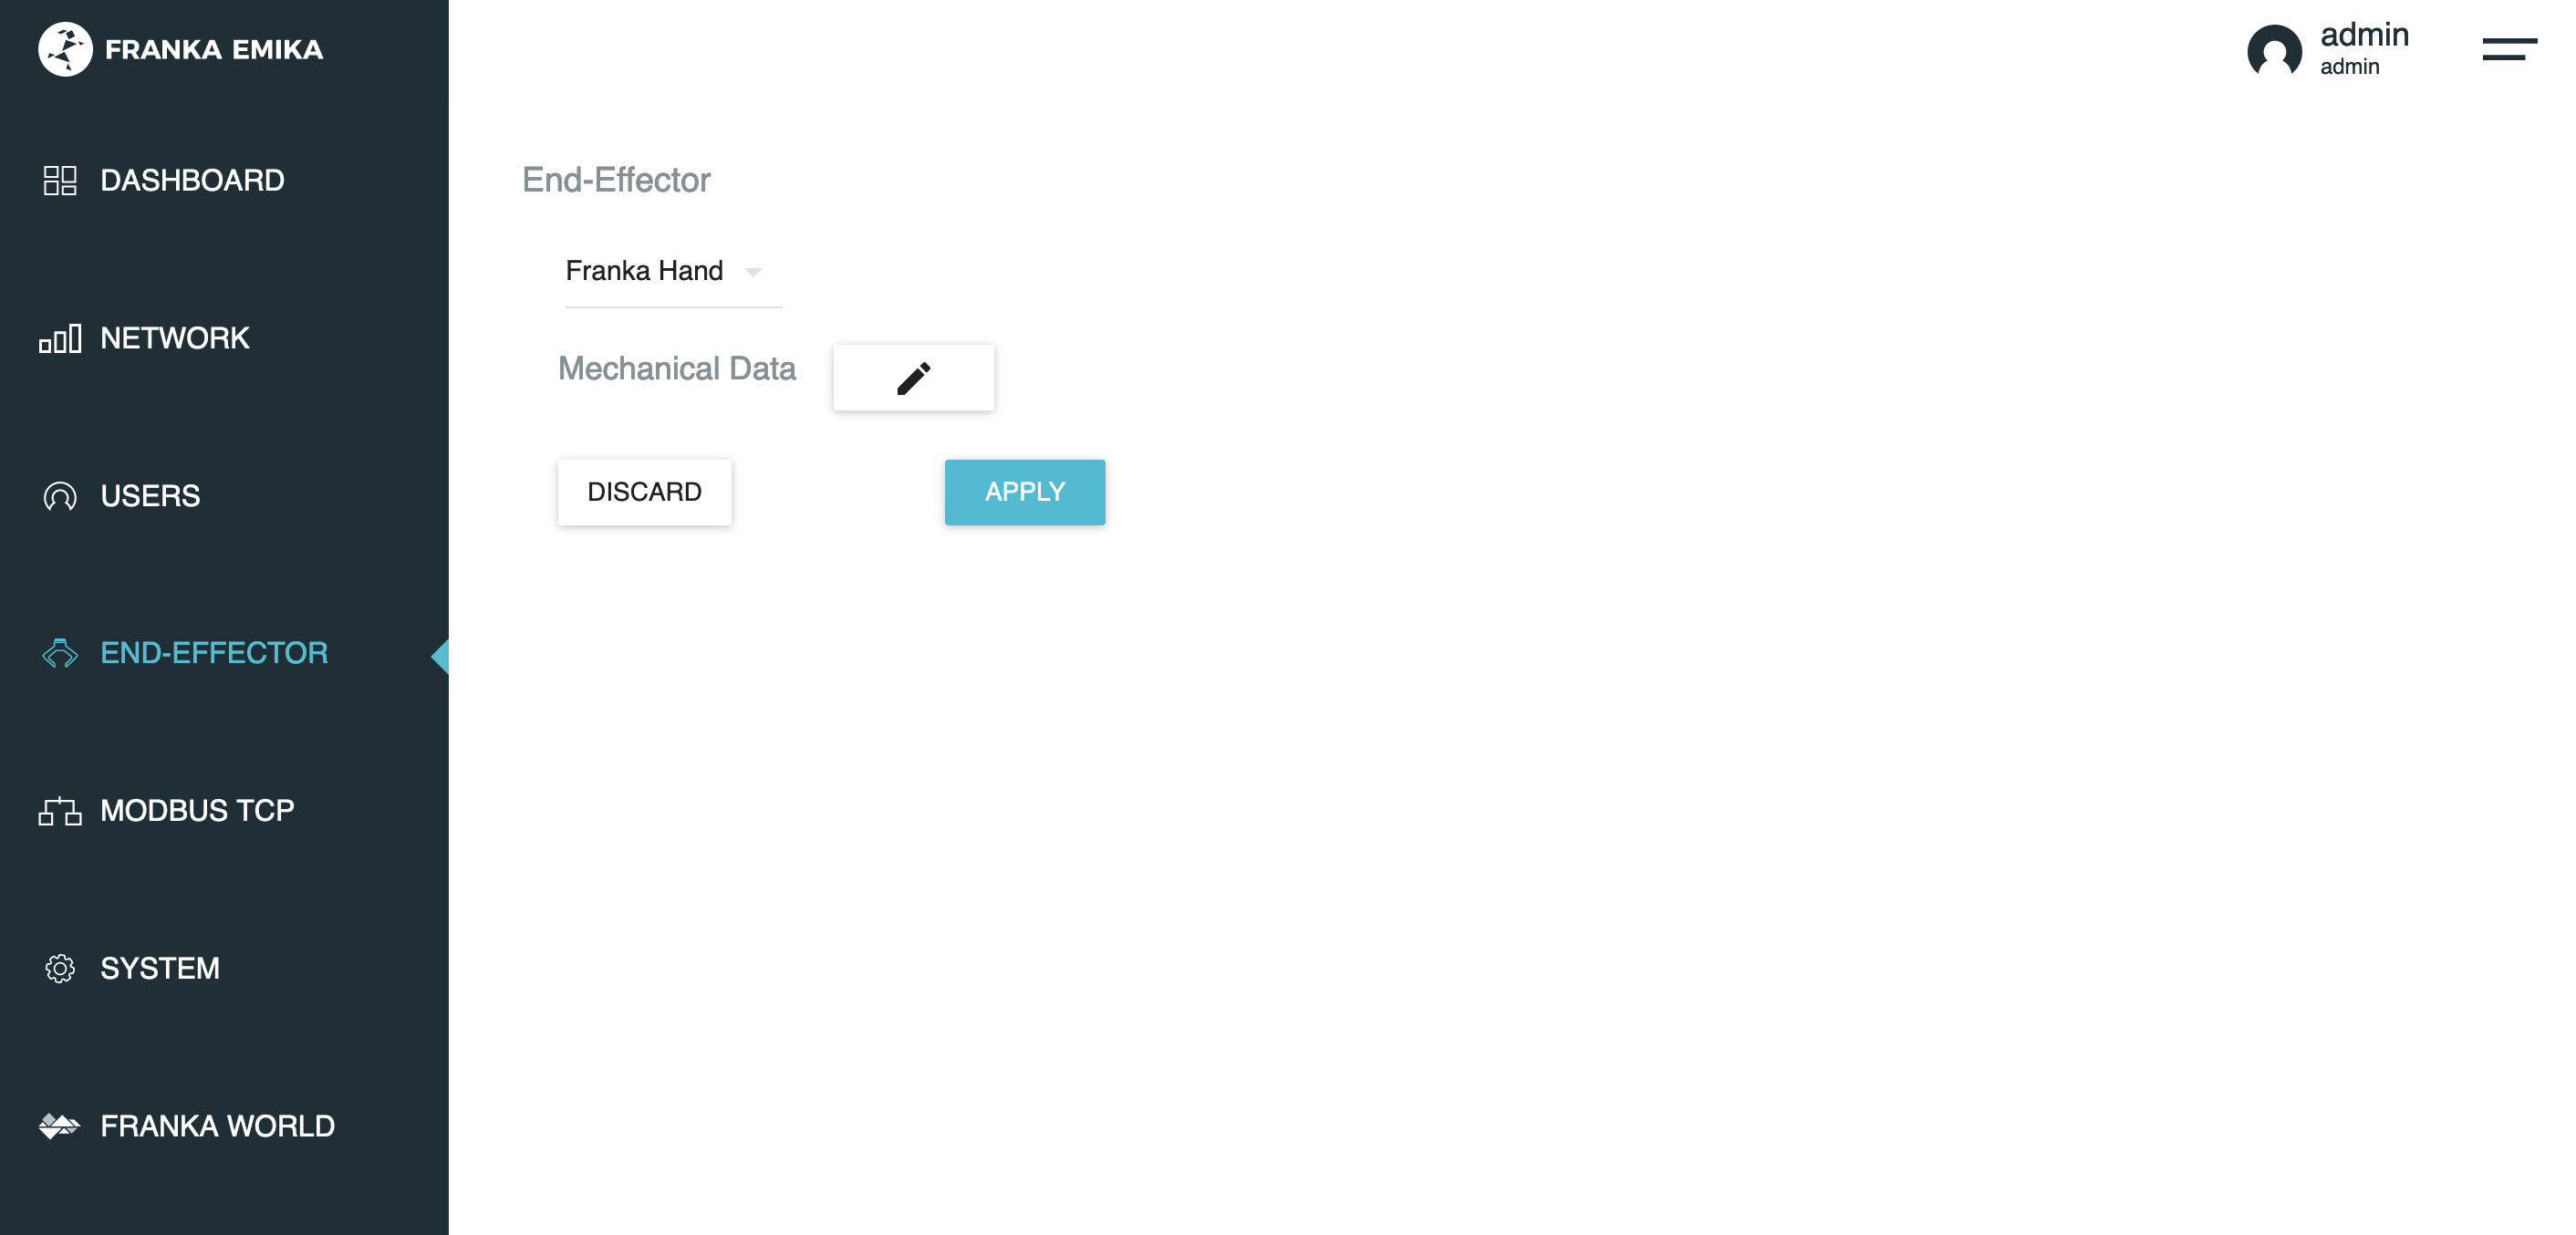 FRANKA EMIKA
admin
admin
DASHBOARD
NETWORK
USERS
END-EFFECTOR
MODBUS TCP
SYSTEM
FRANKA WORLD
End-Effector
Franka Hand
Mechanical Data
DISCARD
APPLY